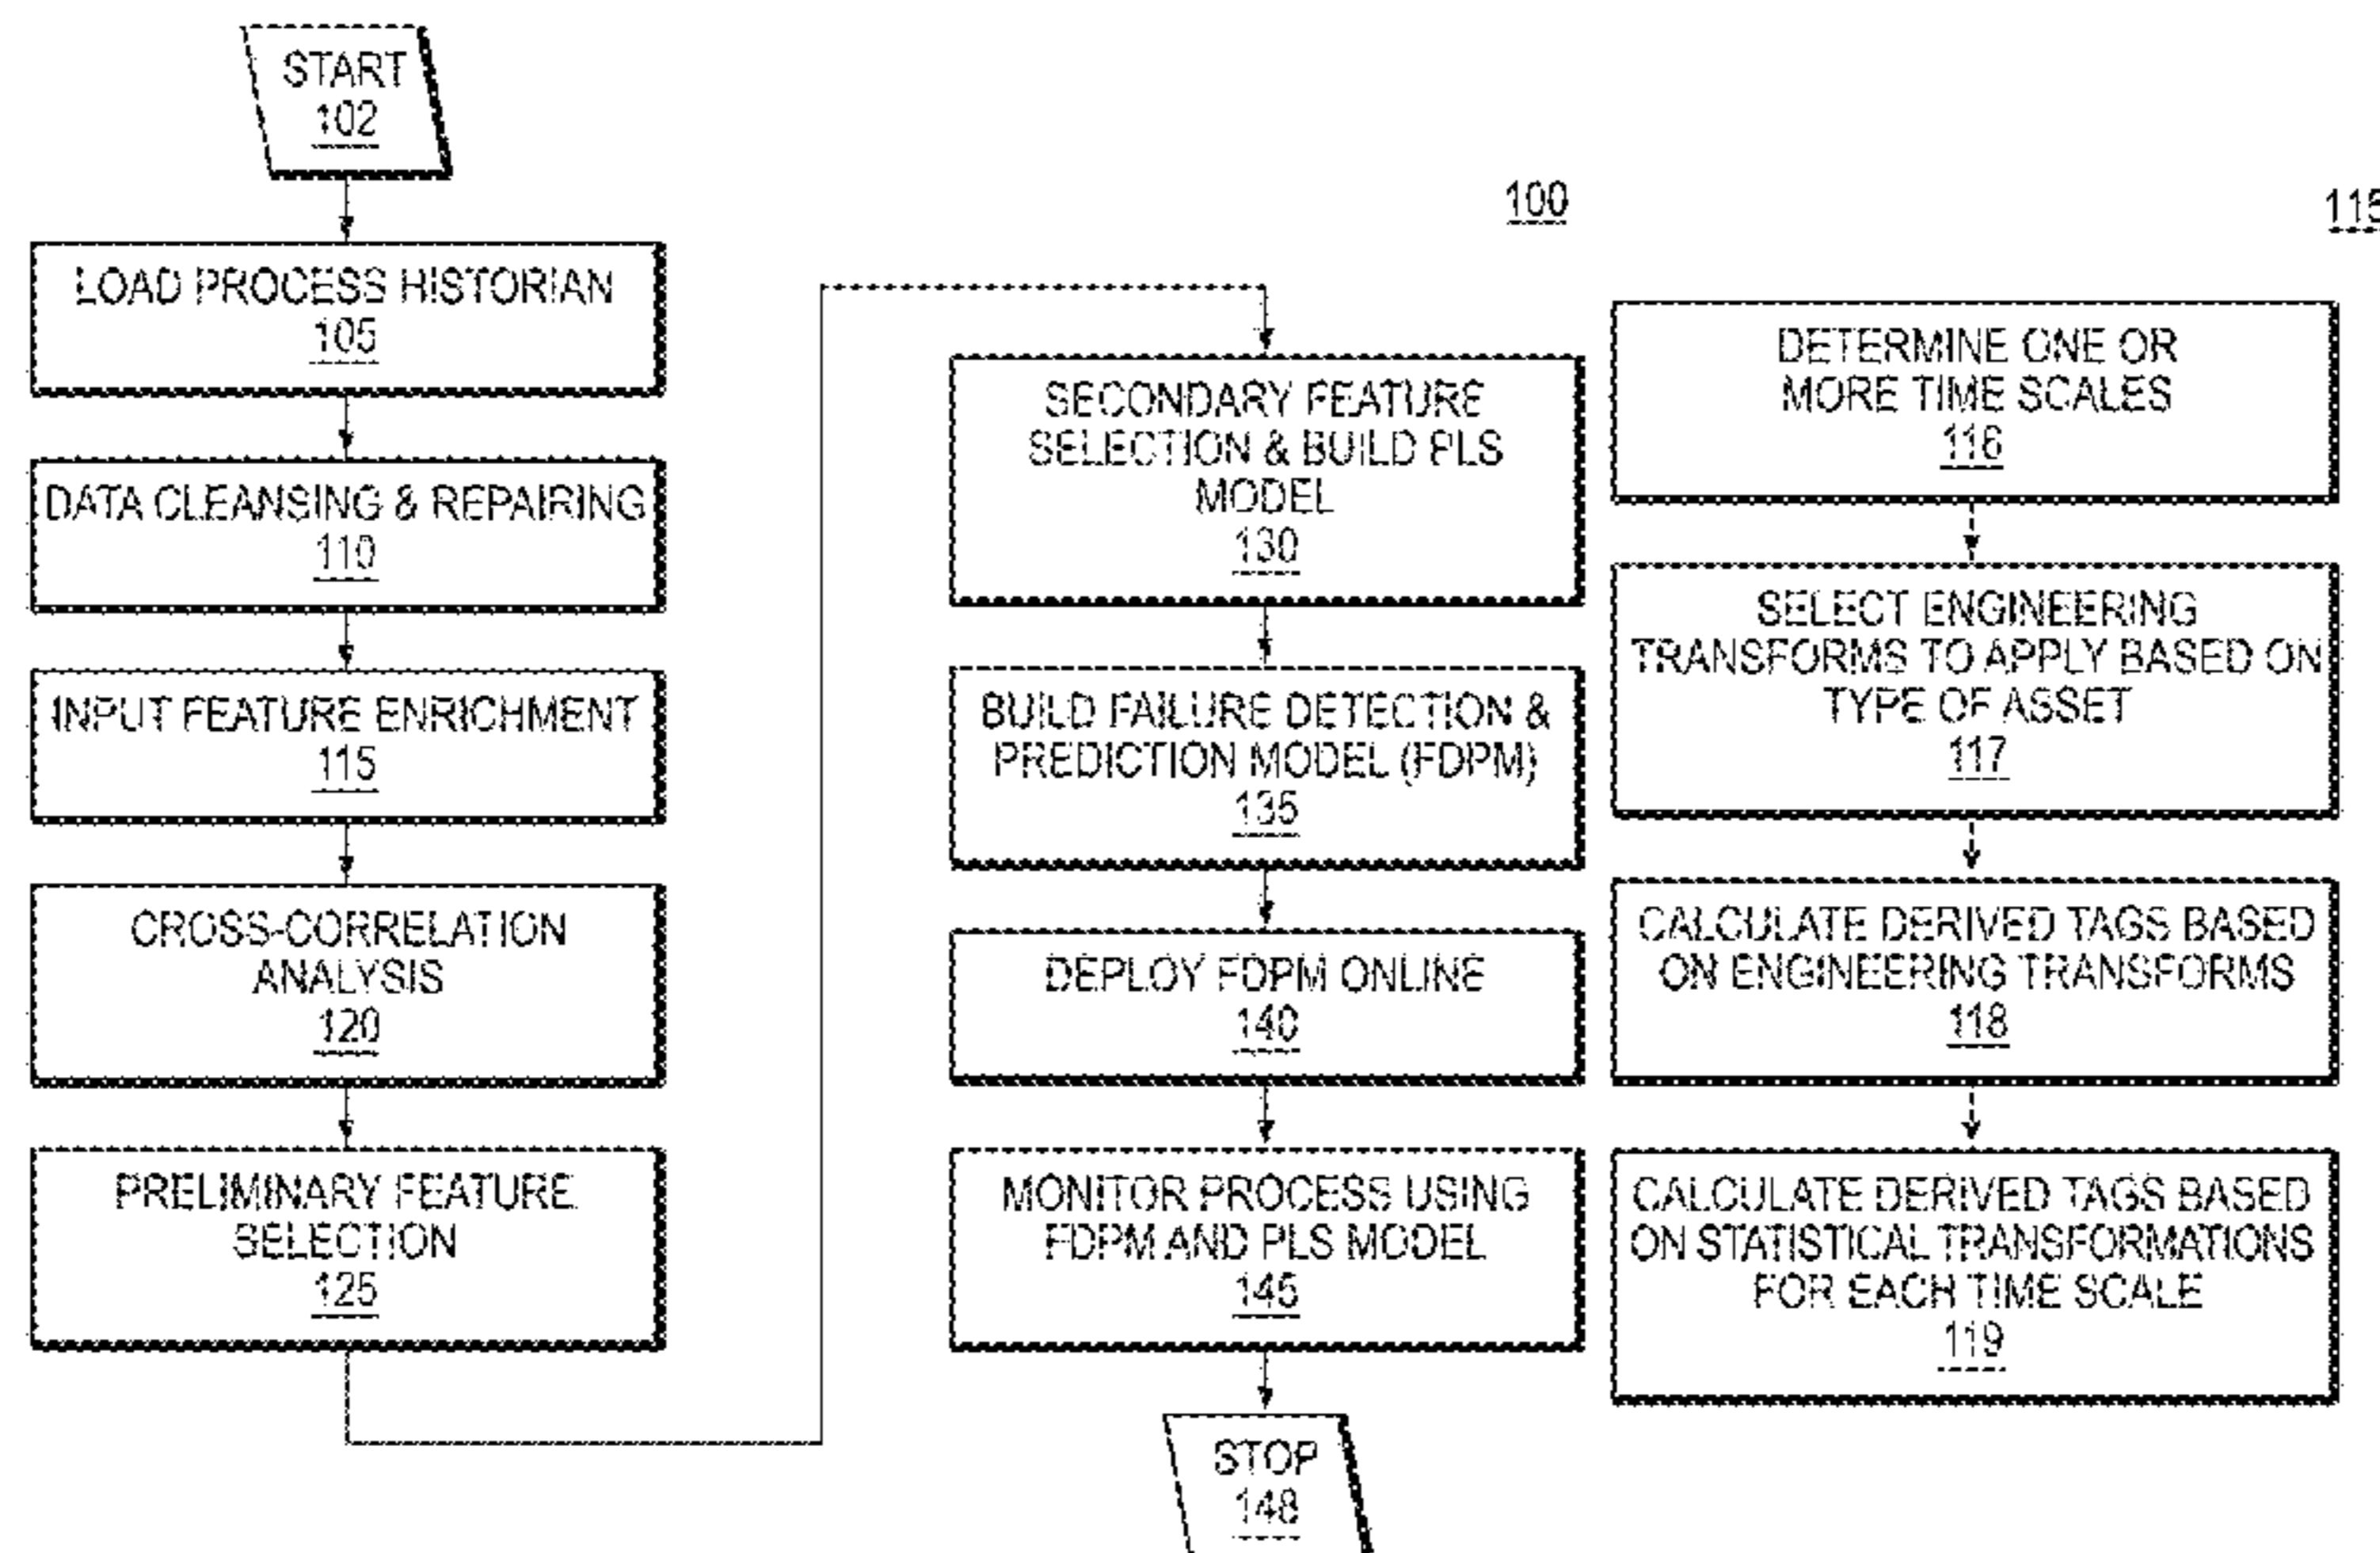 START
102
LOAD PROCESS HISTORIAN
105
DATA CLEANSING & REPAIRING
110
INPUT FEATURE ENRICHMENT
115
CROSS-CORRELATION
ANALYSIS
120
PRELIMINARY FEATURE
SELECTION
125
100
SECONDARY FEATURE
SELECTION & BUILD PLS
MODEL
130
BUILD FAILURE DETECTION &
PREDICTION MODEL (FDPM)
135
DEPLOY FDPM ONLINE
140
MONITOR PROCESS USING
FDPM AND PLS MODEL
145
STOP
148
115
DETERMINE ONE OR
MORE TIME SCALES
116
SELECT ENGINEERING
TRANSFORMS TO APPLY BASED ON
TYPE OF ASSET
117
CALCULATE DERIVED TAGS BASED
ON ENGINEERING TRANSFORMS
118
CALCULATE DERIVED TAGS BASED
ON STATISTICAL TRANSFORMATIONS
FOR EACH TIME SCALE
119